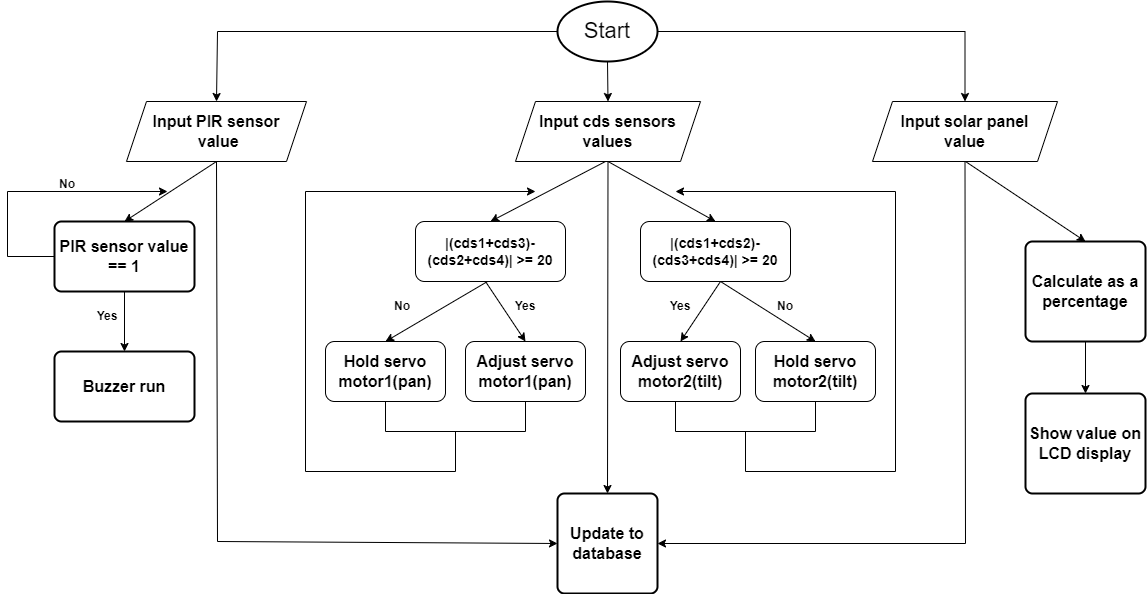 Start
Input PIR sensor
value
Input cds sensors
values
Input solar panel
value
No
PIR sensor value
== 1
Yes
Buzzer run
|(cds1+cds3)-
(cds2+cds4)| >= 20
No
Yes
Hold servo
motor1(pan)
Adjust servo
motor1(pan)
|(cds1+cds2)-
(cds3+cds4)| >= 20
Yes
No
Adjust servo
motor2(tilt)
Hold servo
motor2(tilt)
Calculate as a
percentage
Show value on
LCD display
Update to
database